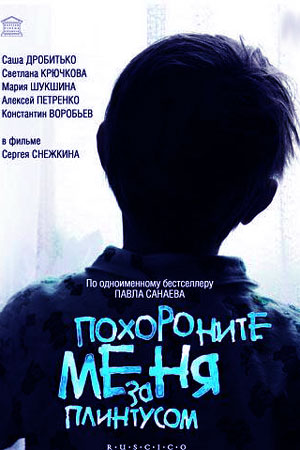 Саша ДРОБИТЬКО
Светлана КРЮЧКОВА
Мария ШУКШИНА
Алексей ПЕТРЕНКО
Константин ВОРОБЬЕВ
в фильме
Сергея СНЕЖКИНА
По одноименному бестселлеру
ПАВЛА САНАЕВА
ПОХОРОНИТЕ
МЕНЯ
ЗА
ПЛИНТУСОМ
R·U·S·C·I·C·O